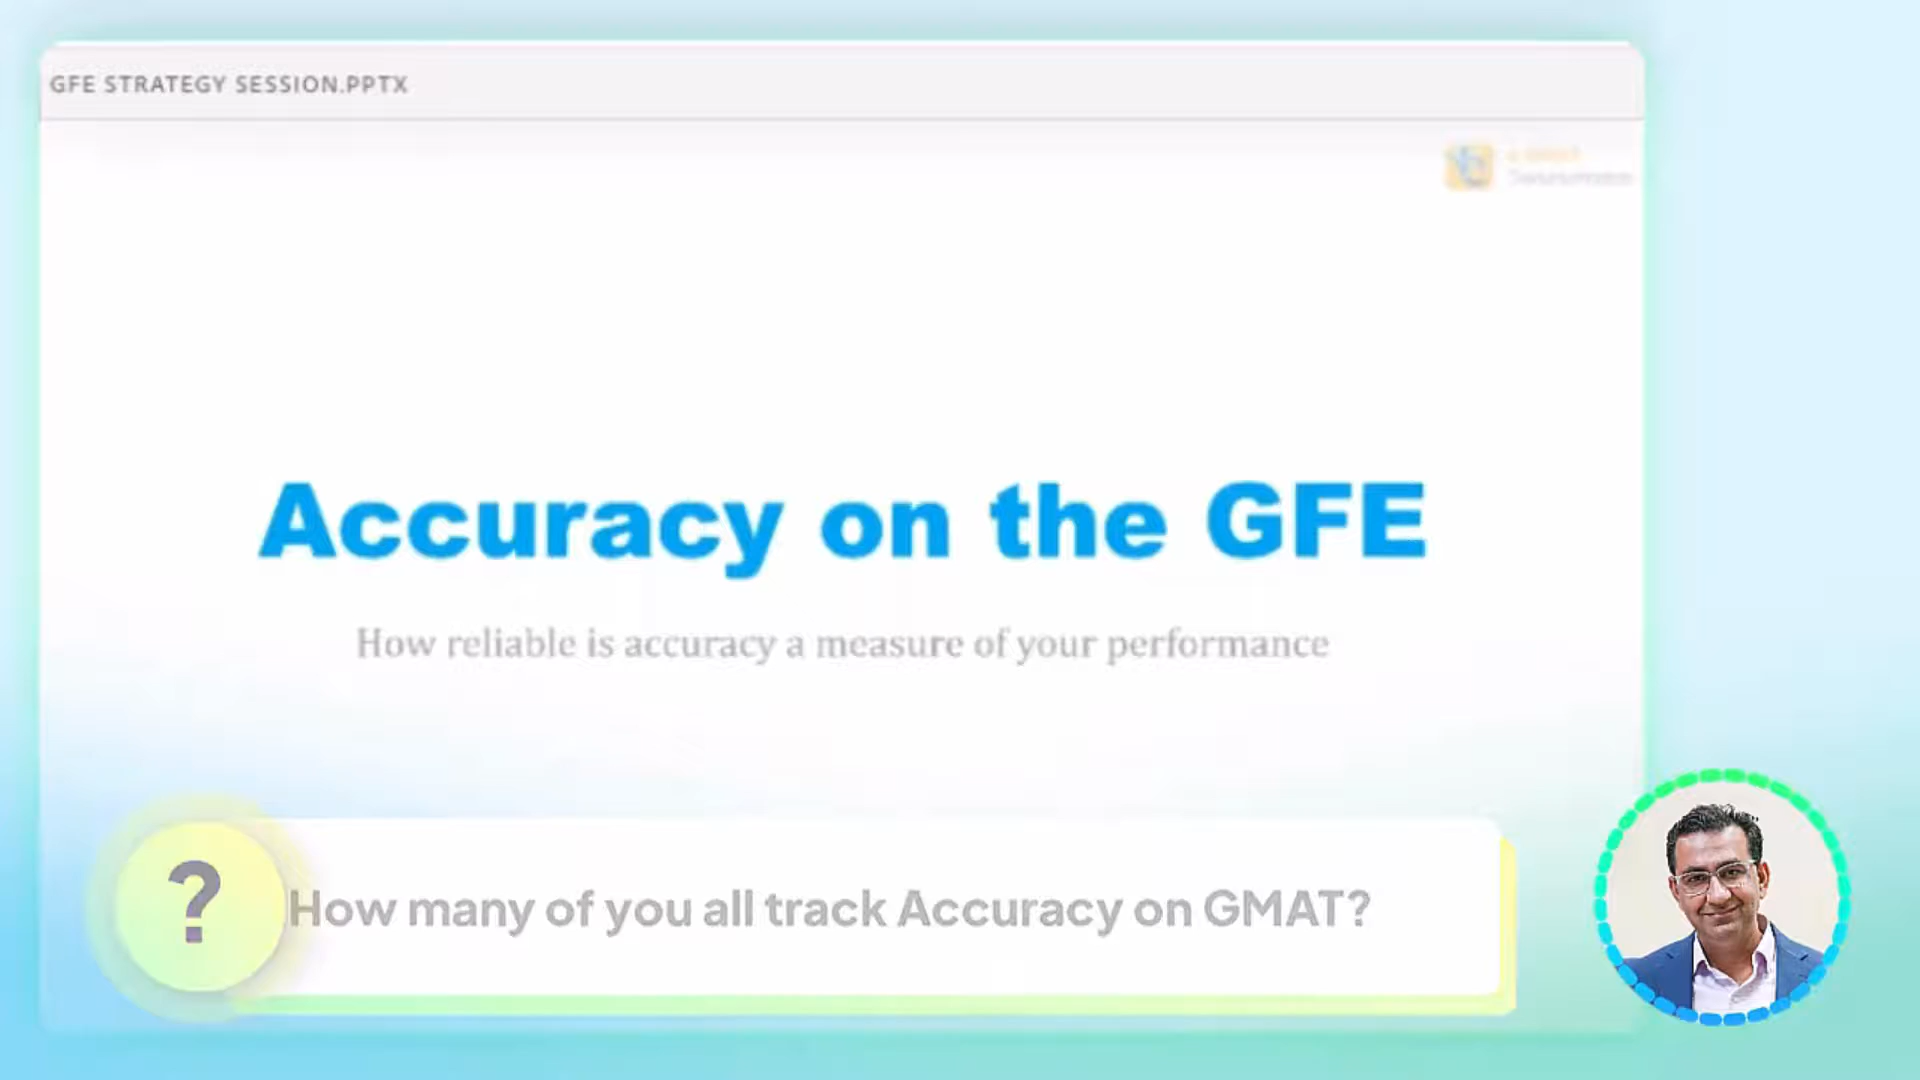 GFE STRATEGY SESSION.PPTX
Accuracy on the GFE
How reliable is accuracy a measure of your performance
?
How many of you all track Accuracy on GMAT?